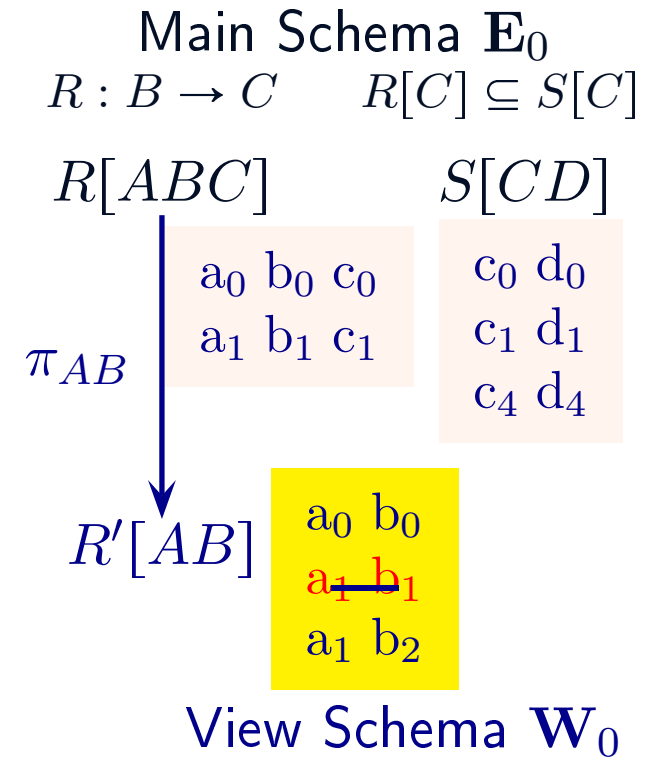 Main Schema E₀
R : B → C R[C] ⊆ S[C]
R[ABC] S[CD]
a₀ b₀ c₀
a₁ b₁ c₁
c₀ d₀
c₁ d₁
c₄ d₄
π_AB
R′[AB]
a₀ b₀
a₁ b₁
a₁ b₂
View Schema W₀